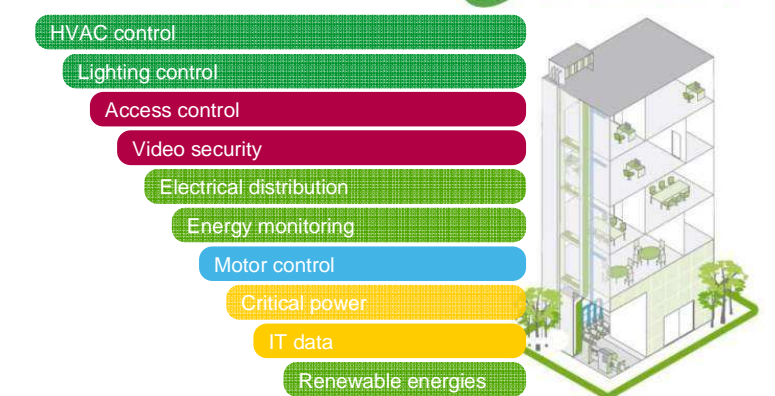 HVAC control
Lighting control
Access control
Video security
Electrical distribution
Energy monitoring
Motor control
Critical power
IT data
Renewable energies